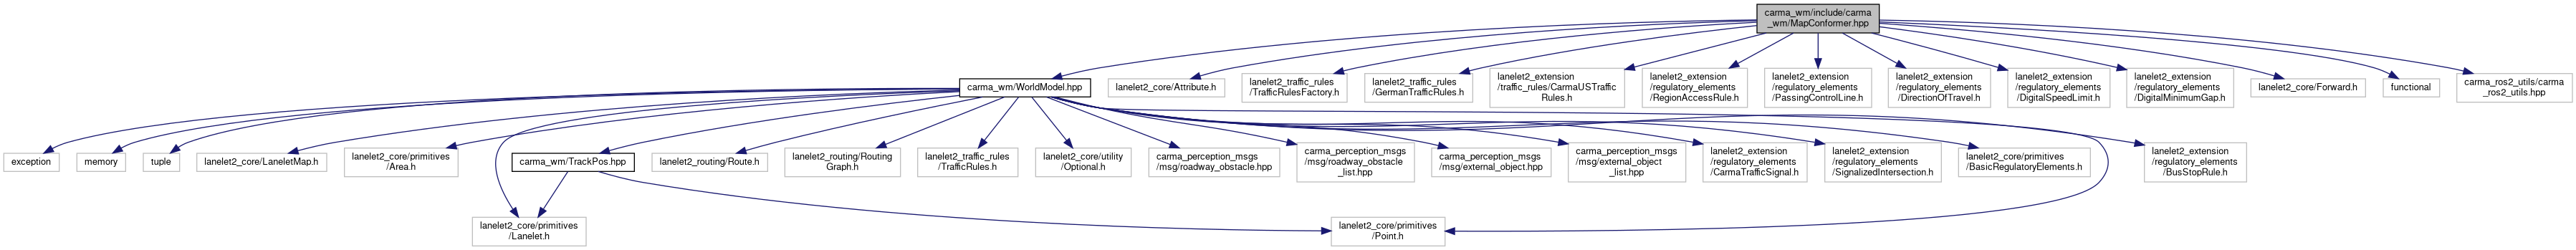 carma_wm/include/carma
_wm/MapConformer.hpp
carma_wm/WorldModel.hpp
lanelet2_core/Attribute.h
lanelet2_traffic_rules
/TrafficRulesFactory.h
lanelet2_traffic_rules
/GermanTrafficRules.h
lanelet2_extension
/traffic_rules/CarmaUSTraffic
Rules.h
lanelet2_extension
/regulatory_elements
/RegionAccessRule.h
lanelet2_extension
/regulatory_elements
/PassingControlLine.h
lanelet2_extension
/regulatory_elements
/DirectionOfTravel.h
lanelet2_extension
/regulatory_elements
/DigitalSpeedLimit.h
lanelet2_extension
/regulatory_elements
/DigitalMinimumGap.h
lanelet2_core/Forward.h
functional
carma_ros2_utils/carma
_ros2_utils.hpp
exception
memory
tuple
lanelet2_core/LaneletMap.h
lanelet2_core/primitives
/Area.h
carma_wm/TrackPos.hpp
lanelet2_routing/Route.h
lanelet2_routing/Routing
Graph.h
lanelet2_traffic_rules
/TrafficRules.h
lanelet2_core/utility
/Optional.h
carma_perception_msgs
/msg/roadway_obstacle.hpp
carma_perception_msgs
/msg/roadway_obstacle
_list.hpp
carma_perception_msgs
/msg/external_object.hpp
carma_perception_msgs
/msg/external_object
_list.hpp
lanelet2_extension
/regulatory_elements
/CarmaTrafficSignal.h
lanelet2_extension
/regulatory_elements
/SignalizedIntersection.h
lanelet2_core/primitives
/BasicRegulatoryElements.h
lanelet2_extension
/regulatory_elements
/BusStopRule.h
lanelet2_core/primitives
/Lanelet.h
lanelet2_core/primitives
/Point.h